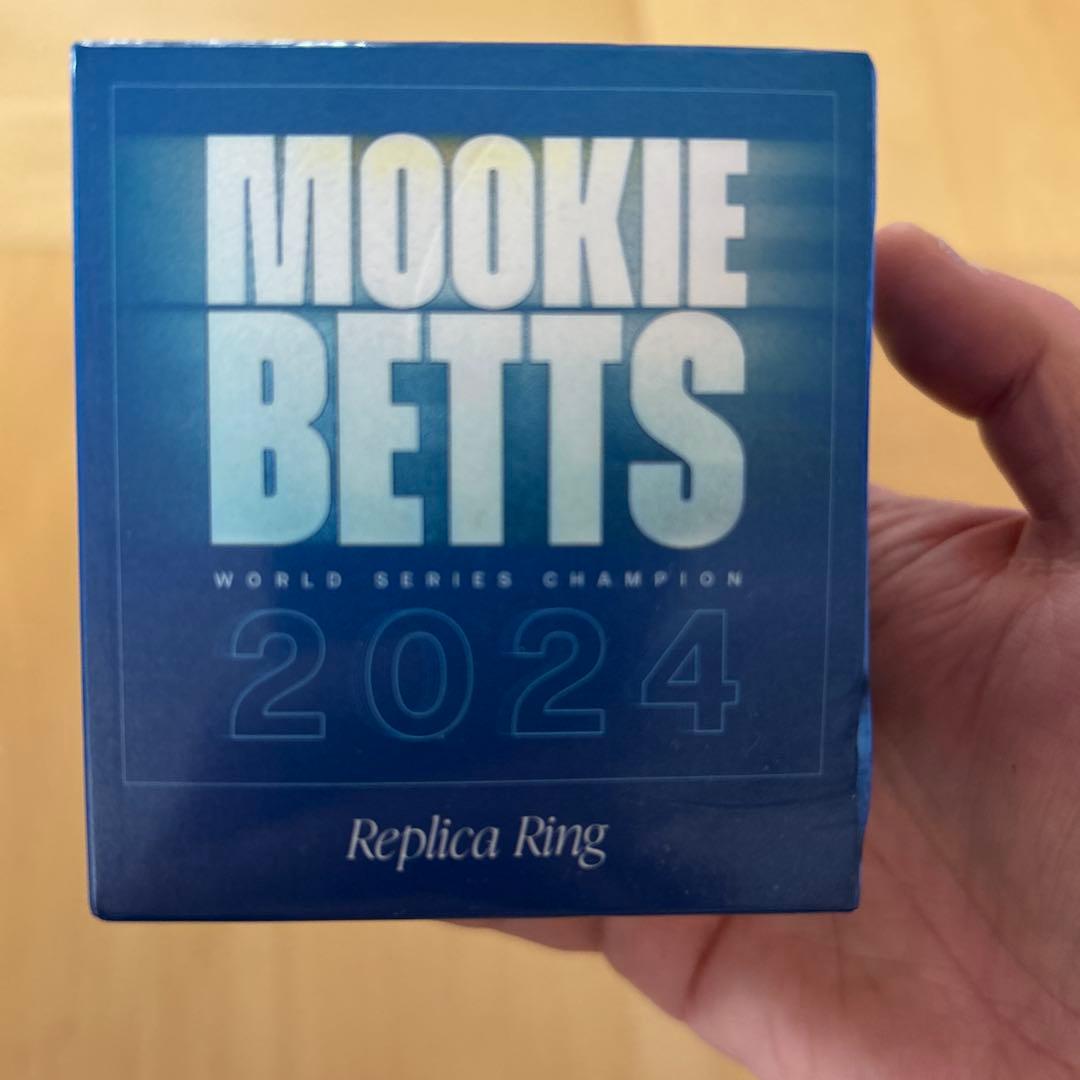 MOOKIE
BETTS
WORLD SERIES CHAMPION
2024
Replica Ring